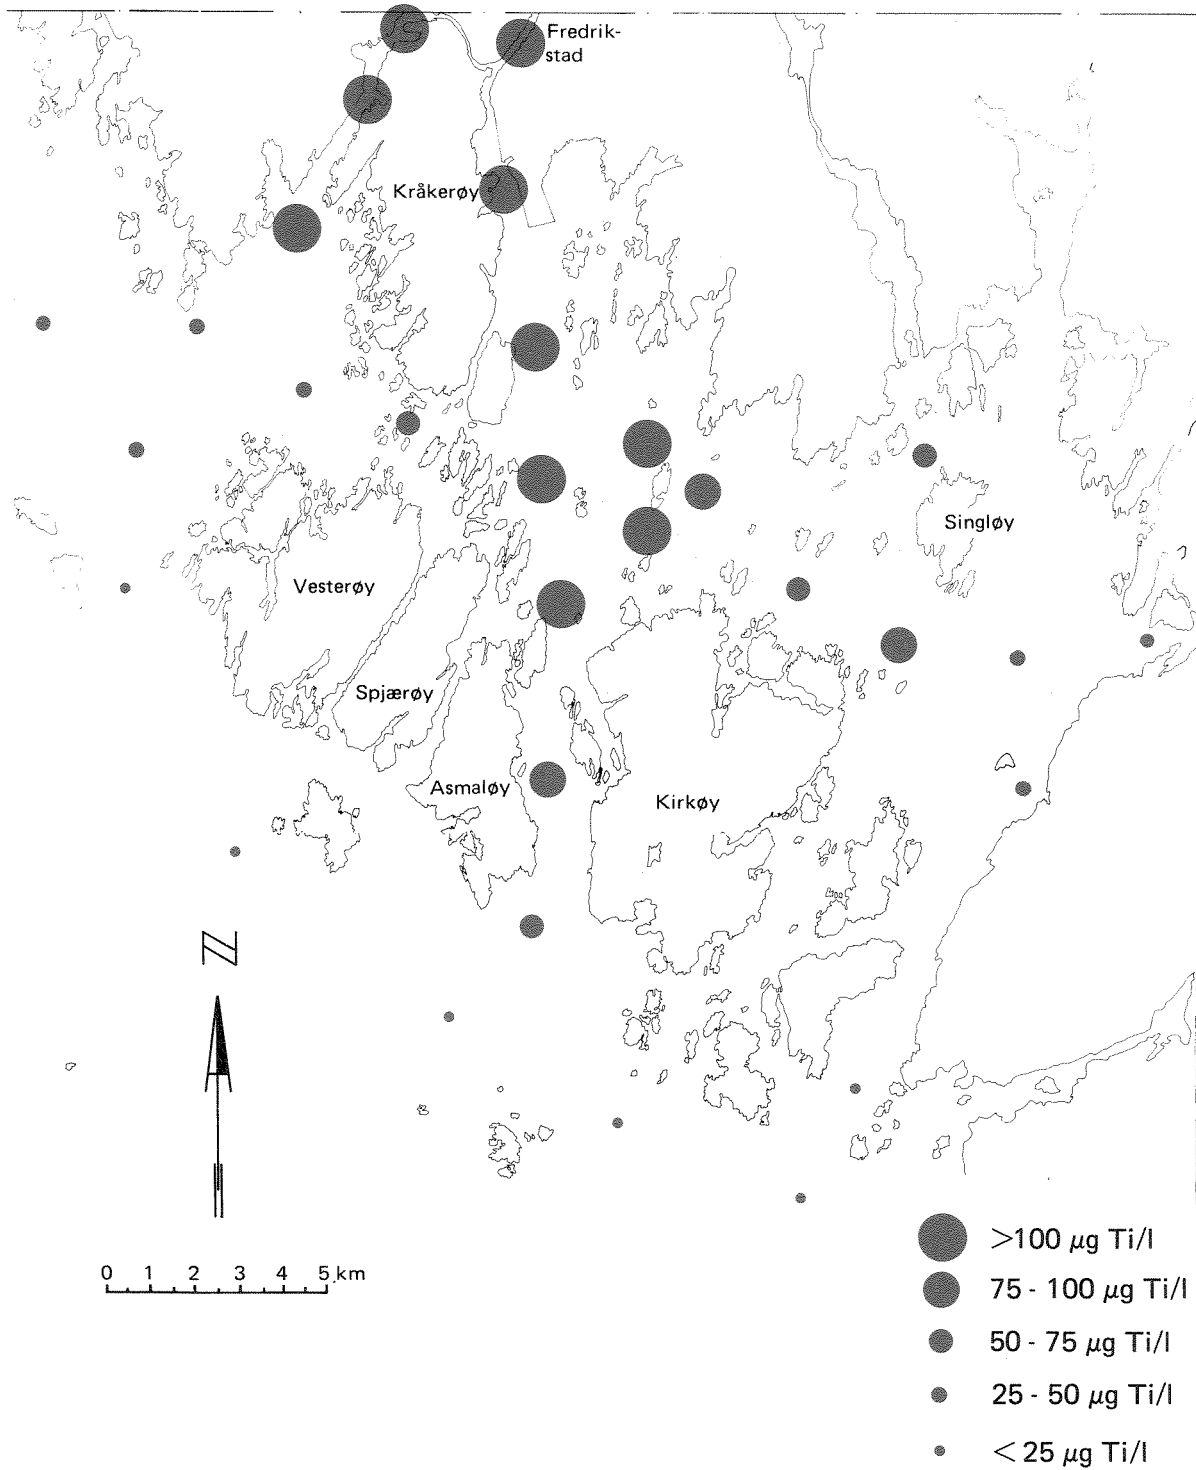 Fredrik-
stad
Kråkerøy
Singløy
Vesterøy
Spjærøy
Asmaløy
Kirkøy
N
0 1 2 3 4 5 km
>100 µg Ti/l
75 - 100 µg Ti/l
50 - 75 µg Ti/l
25 - 50 µg Ti/l
< 25 µg Ti/l